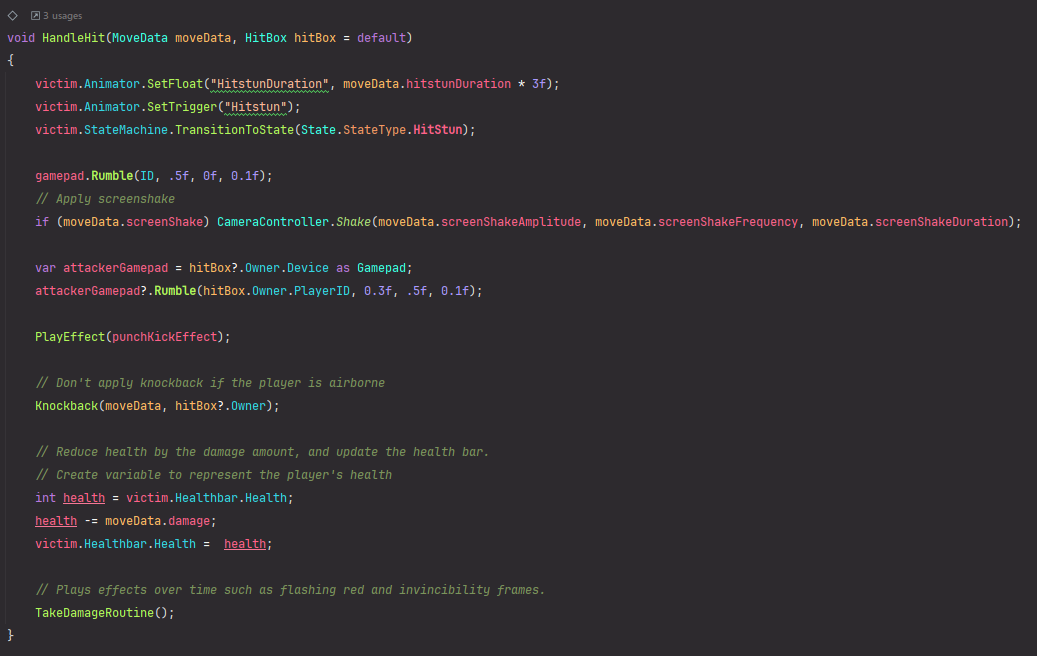 3 usages
void HandleHit(MoveData moveData, HitBox hitBox = default)
{
    victim.Animator.SetFloat("HitstunDuration", moveData.hitstunDuration * 3f);
    victim.Animator.SetTrigger("Hitstun");
    victim.StateMachine.TransitionToState(State.StateType.HitStun);

    gamepad.Rumble(ID, .5f, 0f, 0.1f);
    // Apply screenshake
    if (moveData.screenShake) CameraController.Shake(moveData.screenShakeAmplitude, moveData.screenShakeFrequency, moveData.screenShakeDuration);

    var attackerGamepad = hitBox?.Owner.Device as Gamepad;
    attackerGamepad?.Rumble(hitBox.Owner.PlayerID, 0.3f, .5f, 0.1f);

    PlayEffect(punchKickEffect);

    // Don't apply knockback if the player is airborne
    Knockback(moveData, hitBox?.Owner);

    // Reduce health by the damage amount, and update the health bar.
    // Create variable to represent the player's health
    int health = victim.Healthbar.Health;
    health -= moveData.damage;
    victim.Healthbar.Health =  health;

    // Plays effects over time such as flashing red and invincibility frames.
    TakeDamageRoutine();
}